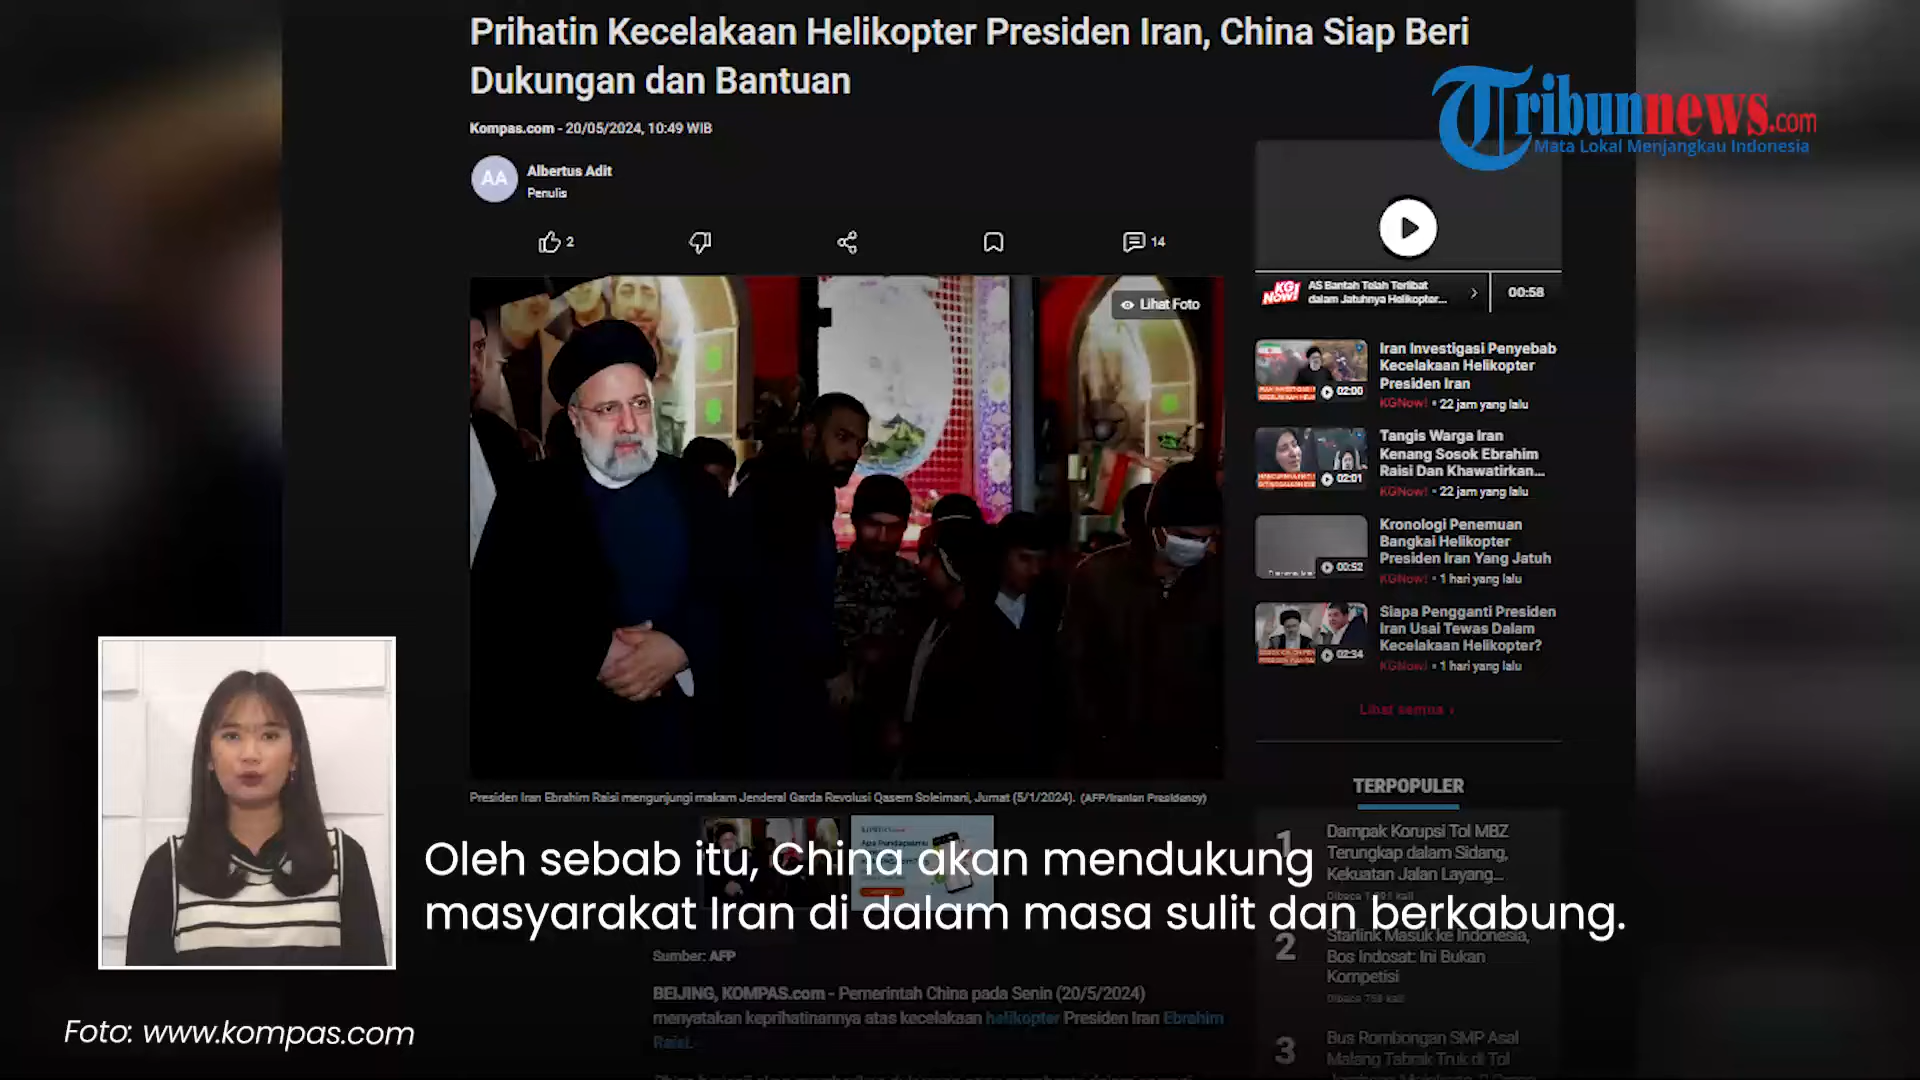 Prihatin Kecelakaan Helikopter Presiden Iran, China Siap Beri
Dukungan dan Bantuan
Kompas.com - 20/05/2024, 10:49 WIB
AA
Albertus Adit
Penulis
2
14
Lihat Foto
Presiden Iran Ebrahim Raisi mengunjungi makam Jenderal Garda Revolusi Qasem Soleimani, Jumat (5/1/2024). (AFP/Iranian Presidency)
Tribunnews.com
Mata Lokal Menjangkau Indonesia
KG NOW!
AS Bantah Telah Terlibat
dalam Jatuhnya Helikopter...
00:58
Iran Investigasi Penyebab
Kecelakaan Helikopter
Presiden Iran
KGNow! • 22 jam yang lalu
02:00
Tangis Warga Iran
Kenang Sosok Ebrahim
Raisi Dan Khawatirkan...
KGNow! • 22 jam yang lalu
02:01
Kronologi Penemuan
Bangkai Helikopter
Presiden Iran Yang Jatuh
KGNow! • 1 hari yang lalu
00:52
Siapa Pengganti Presiden
Iran Usai Tewas Dalam
Kecelakaan Helikopter?
KGNow! • 1 hari yang lalu
02:34
Lihat semua
TERPOPULER
1
Dampak Korupsi Tol MBZ
Terungkap dalam Sidang,
Kekuatan Jalan Layang...
2
Starlink Masuk ke Indonesia,
Bos Indosat: Ini Bukan
Kompetisi
3
Bus Rombongan SMP Asal
Malang Tabrak Truk di Tol
Oleh sebab itu, China akan mendukung
masyarakat Iran di dalam masa sulit dan berkabung.
Sumber: AFP
BEIJING, KOMPAS.com - Pemerintah China pada Senin (20/5/2024)
menyatakan keprihatinannya atas kecelakaan helikopter Presiden Iran Ebrahim
Raisi.
Foto: www.kompas.com